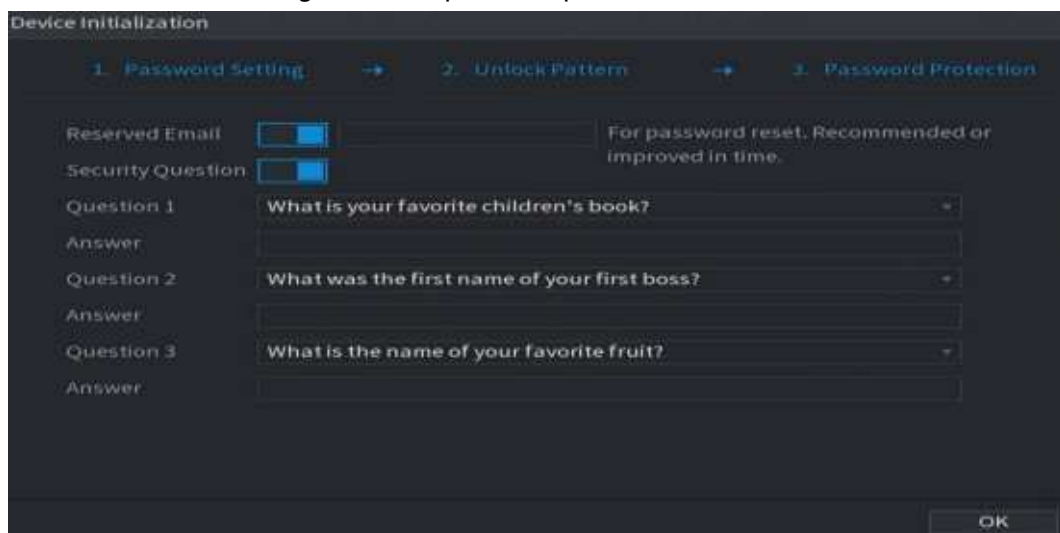 Device Initialization
1. Password Setting → 2. Unlock Pattern → 3. Password Protection
Reserved Email For password reset. Recommended or
improved in time.
Security Question
Question 1 What is your favorite children's book?
Answer
Question 2 What was the first name of your first boss?
Answer
Question 3 What is the name of your favorite fruit?
Answer
OK